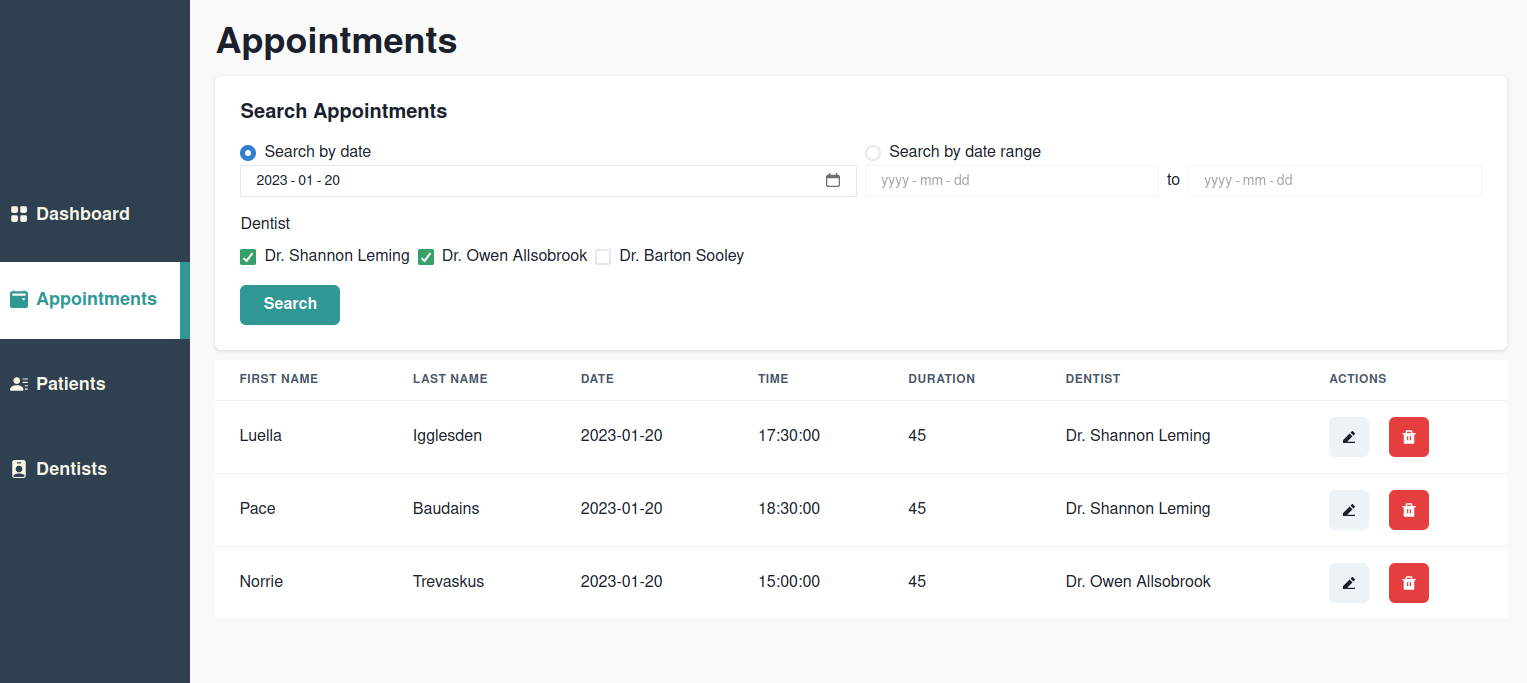 Appointments
Search Appointments
Search by date
Search by date range
2023 - 01 - 20
yyyy - mm - dd
to
yyyy - mm - dd
Dentist
Dr. Shannon Leming
Dr. Owen Allsobrook
Dr. Barton Sooley
Search
Dashboard
Appointments
Patients
Dentists
FIRST NAME LAST NAME DATE TIME DURATION DENTIST ACTIONS
Luella Igglesden 2023-01-20 17:30:00 45 Dr. Shannon Leming
Pace Baudains 2023-01-20 18:30:00 45 Dr. Shannon Leming
Norrie Trevaskus 2023-01-20 15:00:00 45 Dr. Owen Allsobrook